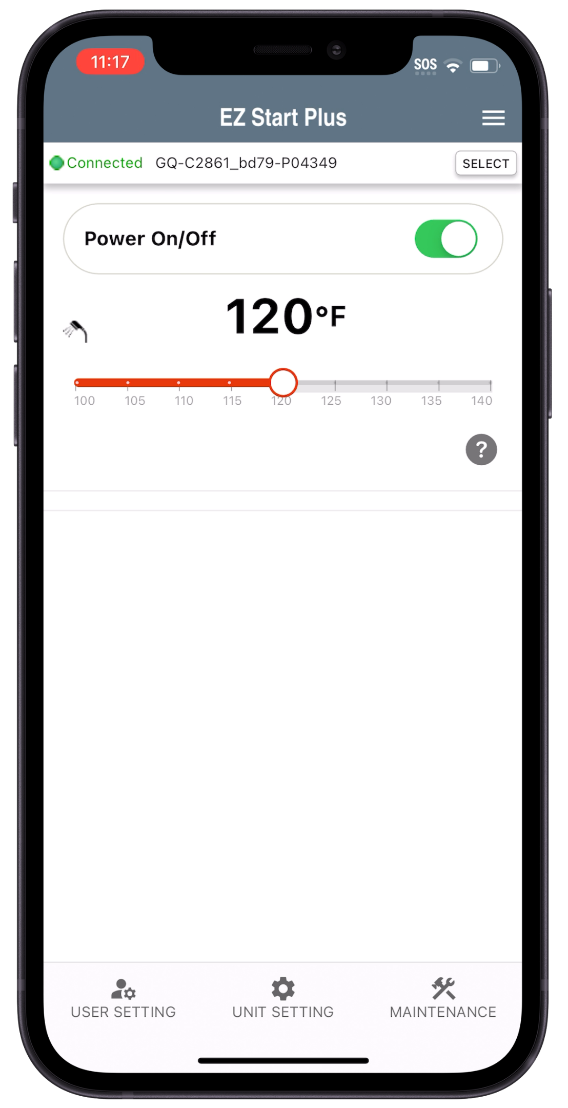 11:17 SOS
EZ Start Plus
Connected GQ-C2861_bd79-P04349 SELECT
Power On/Off
120°F
100 105 110 115 120 125 130 135 140
?
USER SETTING UNIT SETTING MAINTENANCE